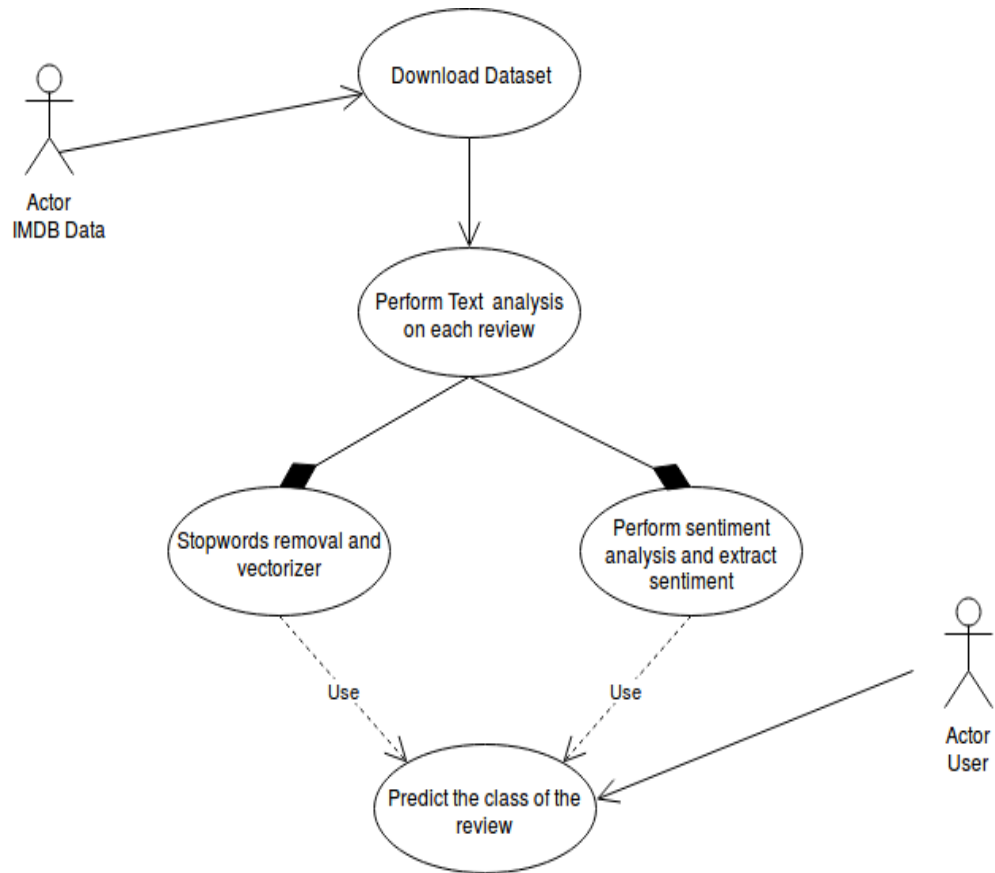 Download Dataset
Actor
IMDB Data
Perform Text analysis
on each review
Stopwords removal and
vectorizer
Perform sentiment
analysis and extract
sentiment
Use
Use
Actor
User
Predict the class of the
review